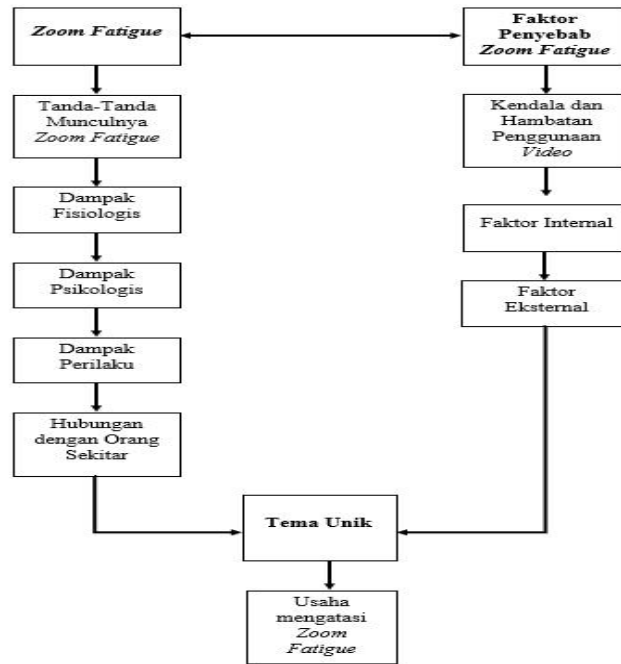 Zoom Fatigue
Tanda-Tanda
Munculnya
Zoom Fatigue
Dampak
Fisiologis
Dampak
Psikologis
Dampak
Perilaku
Hubungan
dengan Orang
Sekitar
Faktor
Penyebab
Zoom Fatigue
Kendala dan
Hambatan
Penggunaan
Video
Faktor Internal
Faktor
Eksternal
Tema Unik
Usaha
mengatasi
Zoom
Fatigue